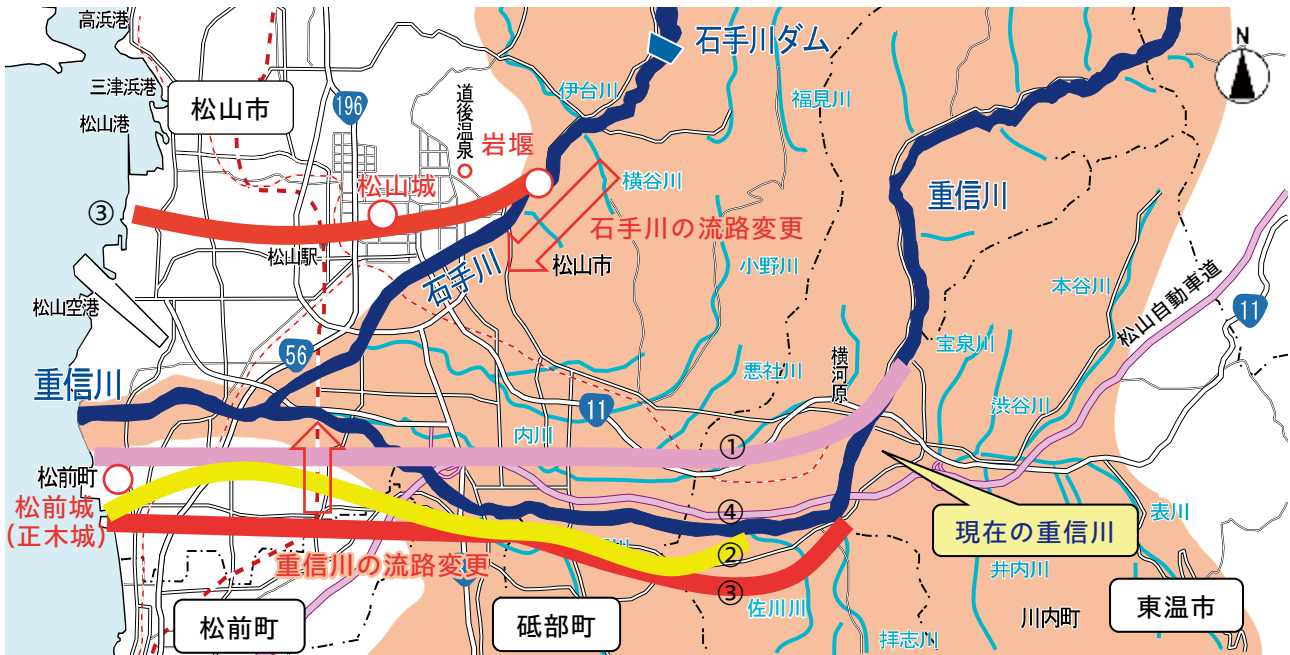 高浜港
三津浜港
松山港
松山市
196
道後温泉
伊台川
石手川ダム
福見川
N
岩堰
松山城
横谷川
重信川
③
石手川の流路変更
松山駅
石手川
松山市
小野川
本谷川
松山自動車道
松山空港
11
56
宝泉川
悪社川
横河原
重信川
11
渋谷川
内川
①
松前町
松前城
(正木城)
④
表川
現在の重信川
②
川
重信川の流路変更
③
井内川
佐川川
松前町
砥部町
拝志川
川内町
東温市